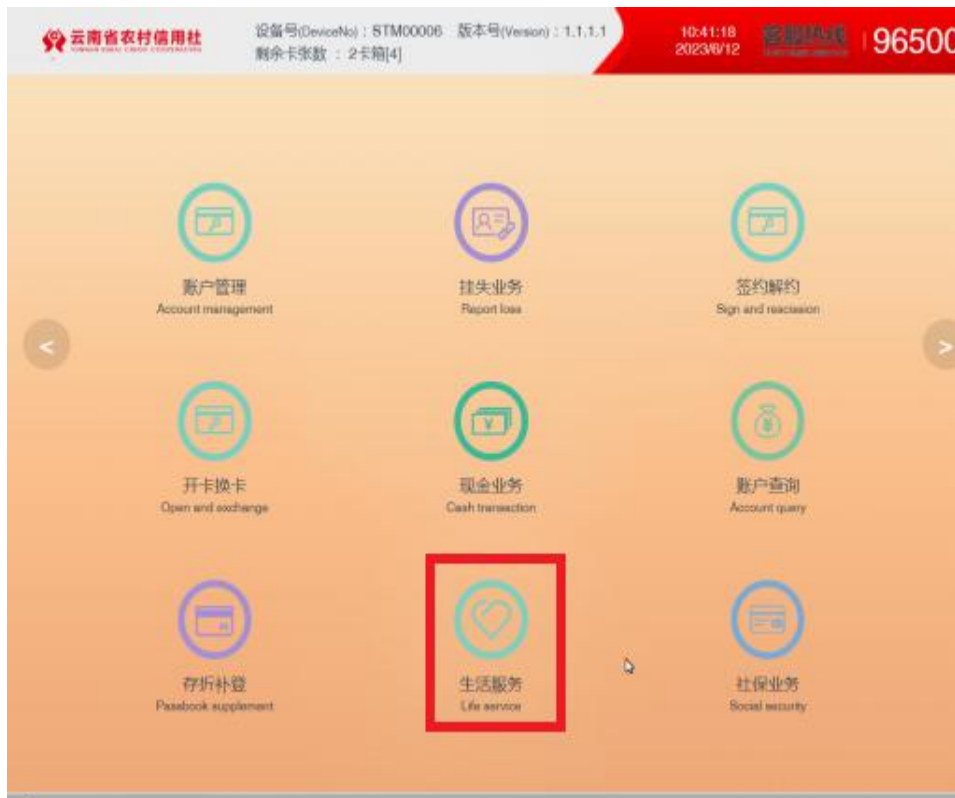 云南省农村信用社
设备号(DeviceNo)：STM00006 版本号(Version)：1.1.1.1
剩余卡张数 ：2卡箱[4]
10:41:18
2023/6/12
客服热线
96500
账户管理
Account management
挂失业务
Report loss
签约解约
Sign and resciesion
<
>
开卡换卡
Open and exchange
现金业务
Cash transaction
账户查询
Account query
存折补登
Passbook supplement
生活服务
Life service
社保业务
Social security